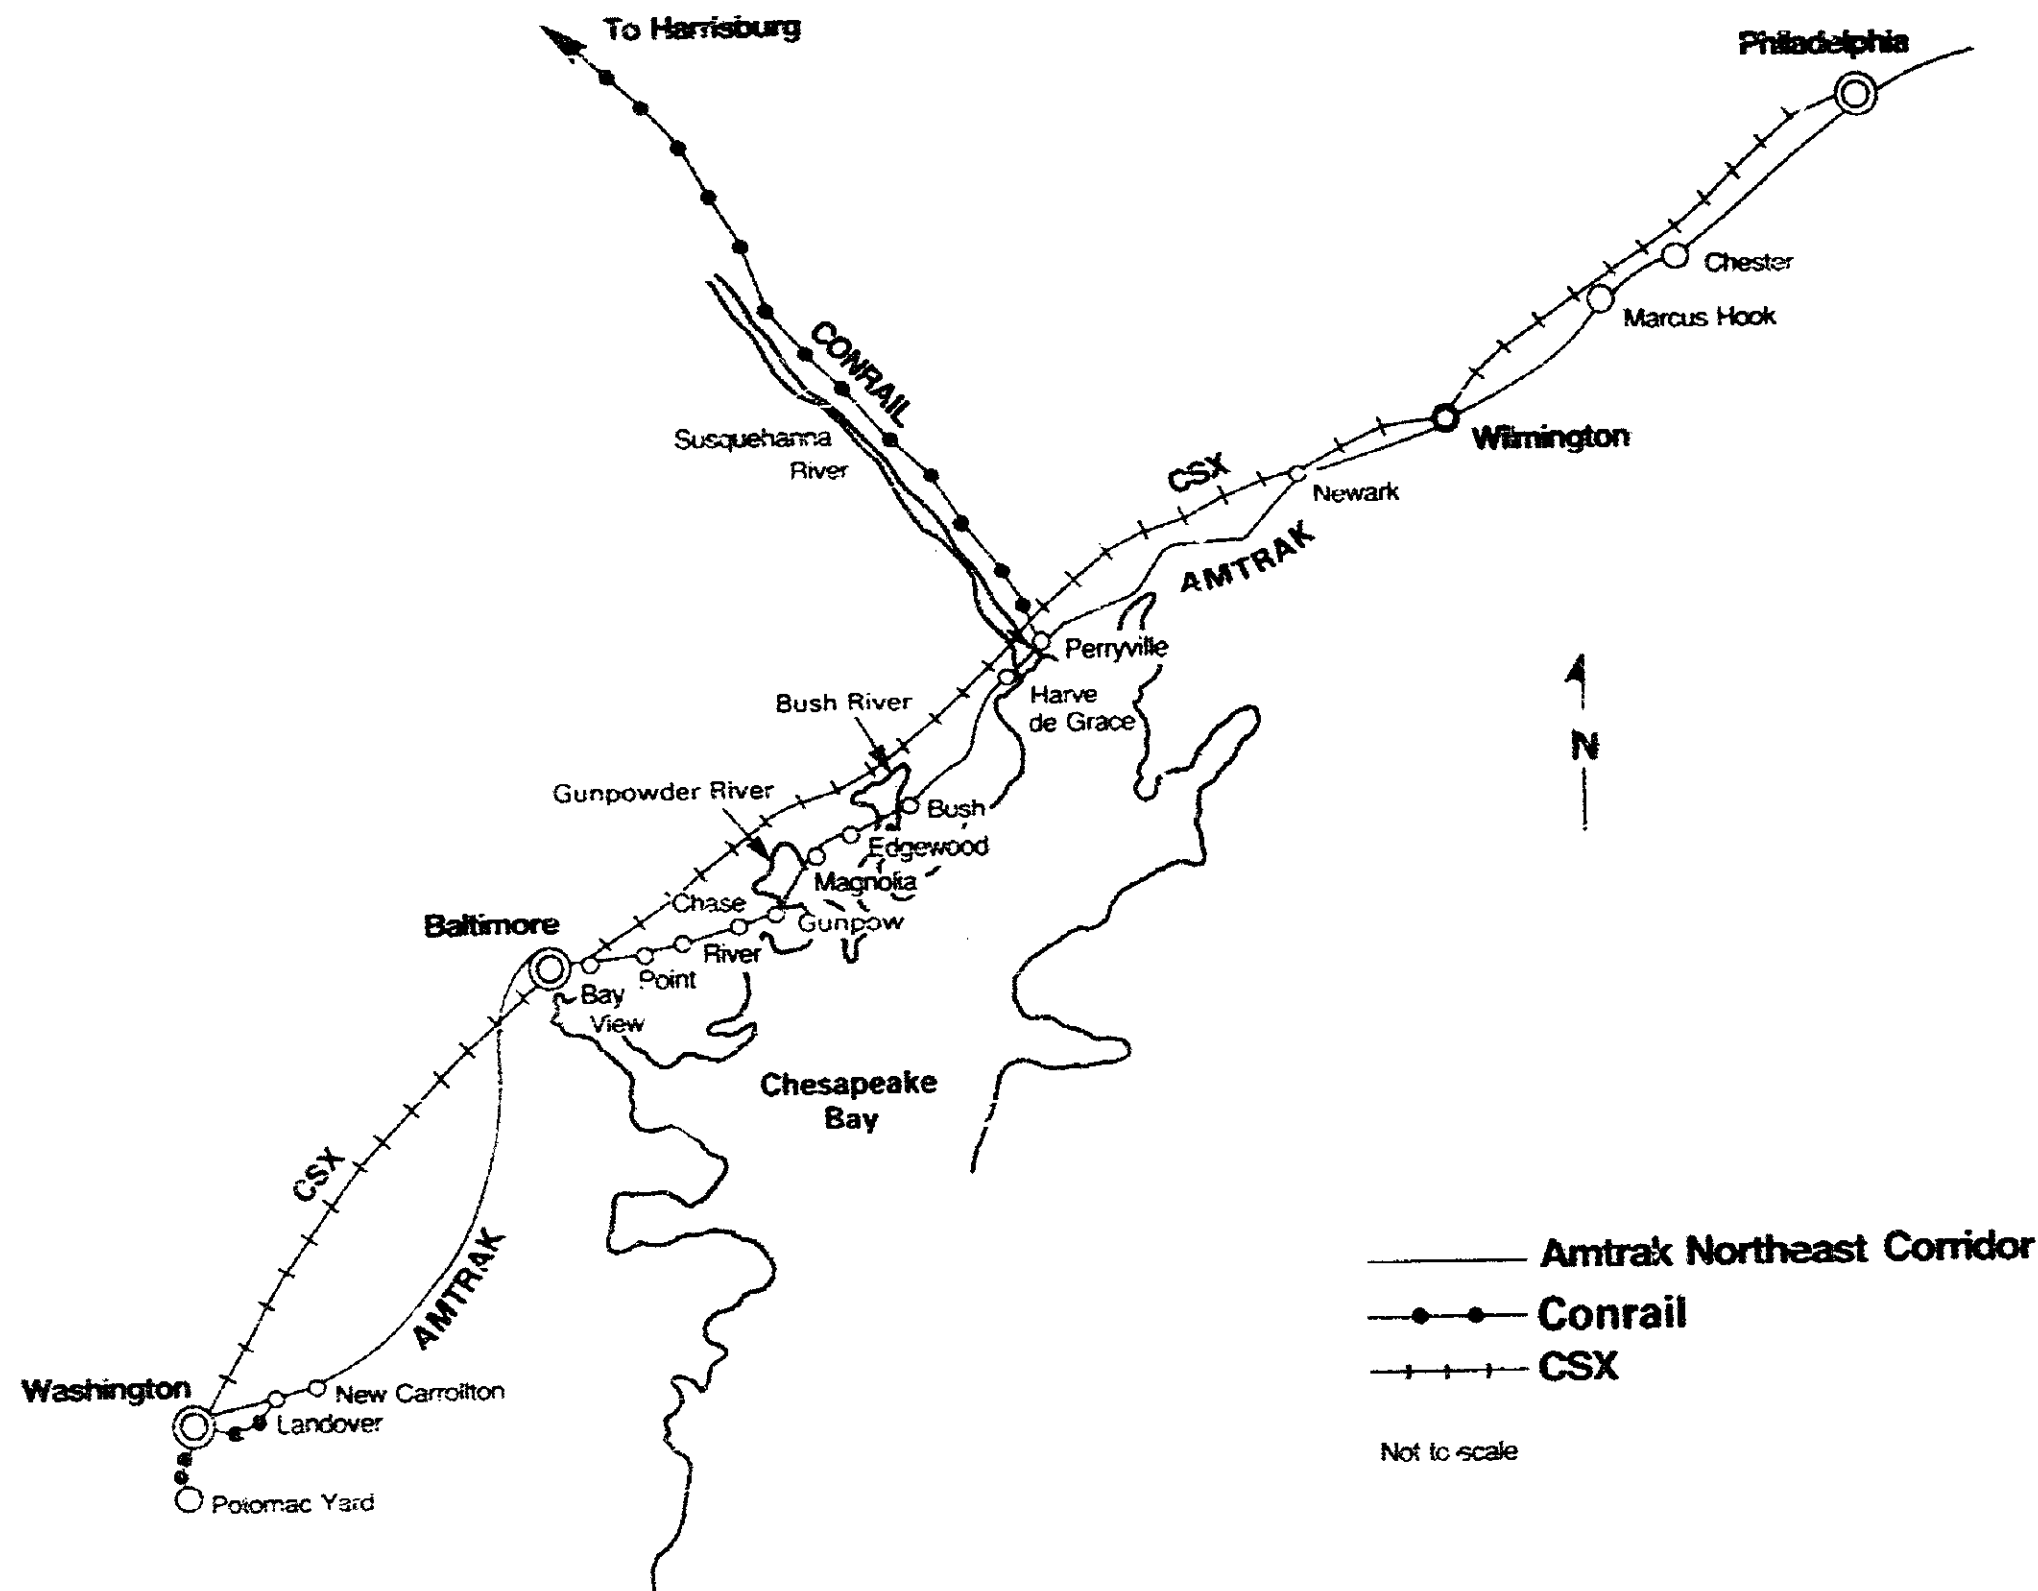 To Harrisburg
Philadelphia
Chester
Marcus Hook
CONRAIL
Susquehanna
River
Wilmington
CSX
Newark
AMTRAK
Perryville
Harve
de Grace
Bush River
N
Gunpowder River
Bush
Edgewood
Magnolia
Chase
Gunpow
Baltimore
River
Point
Bay
View
Chesapeake
Bay
CSX
AMTRAK
Amtrak Northeast Corridor
Conrail
CSX
Washington
New Carrollton
Landover
Not to scale
Potomac Yard